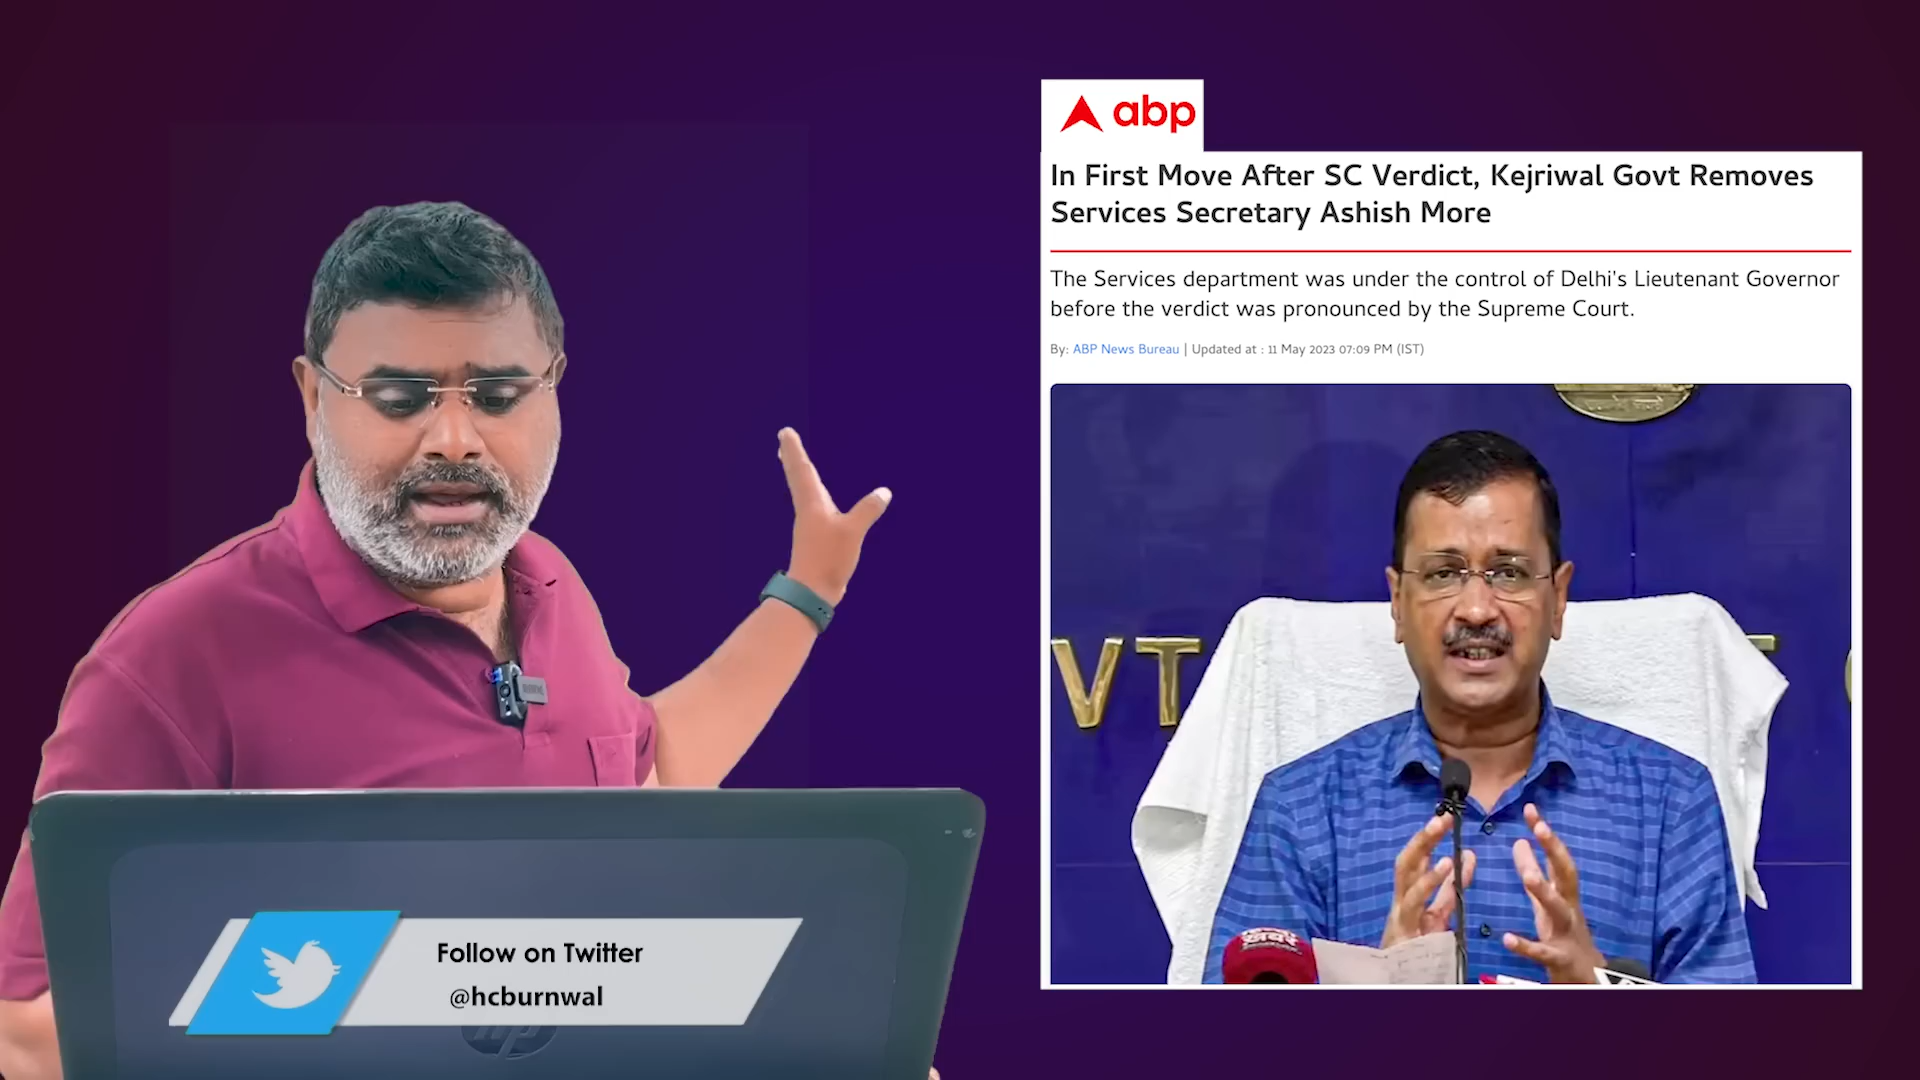 abp
In First Move After SC Verdict, Kejriwal Govt Removes
Services Secretary Ashish More
The Services department was under the control of Delhi's Lieutenant Governor
before the verdict was pronounced by the Supreme Court.
By: ABP News Bureau | Updated at : 11 May 2023 07:09 PM (IST)
VT
Follow on Twitter
@hcburnwal
hp